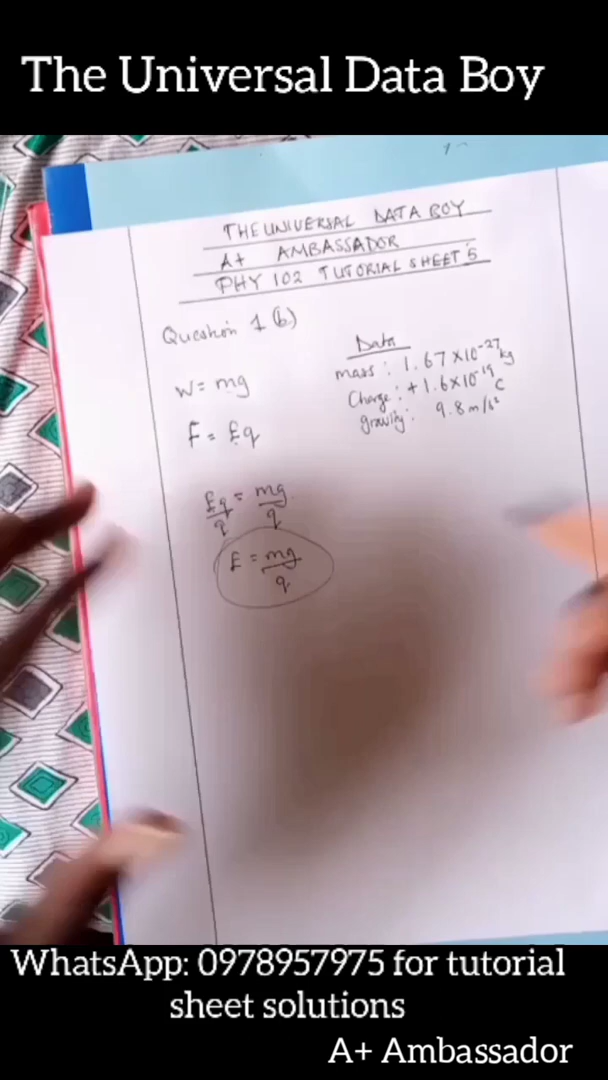 The Universal Data Boy
THE UNIVERSAL DATA BOY
A+ AMBASSADOR
PHY 102 TUTORIAL SHEET 5
Question 1 (b)
Data
mass : 1.67 × 10⁻²⁷ kg
Charge : + 1.6 × 10⁻¹⁹ C
gravity : 9.8 m/s²
W = mg
F = Eq
Eq/q = mg/q
E = mg/q
WhatsApp: 0978957975 for tutorial
sheet solutions
A+ Ambassador